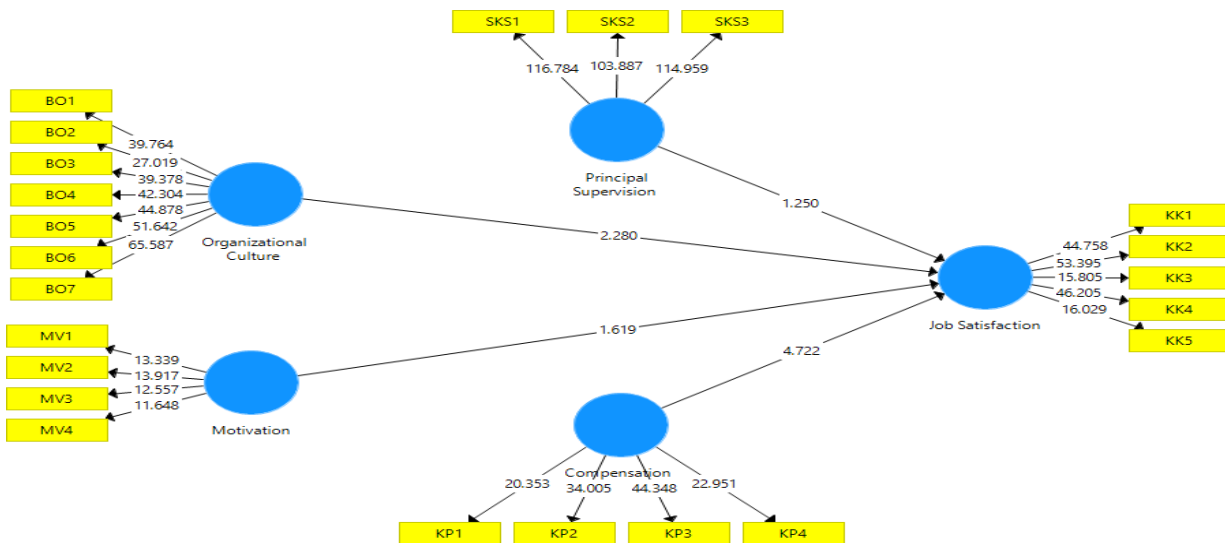 SKS1 SKS2 SKS3
116.784 103.887 114.959
Principal
Supervision
BO1
BO2
BO3
BO4
BO5
BO6
BO7
39.764
27.019
39.378
42.304
44.878
51.642
65.587
Organizational
Culture
1.250
2.280
1.619
4.722
KK1
KK2
KK3
KK4
KK5
44.758
53.395
15.805
46.205
16.029
Job Satisfaction
MV1
MV2
MV3
MV4
13.339
13.917
12.557
11.648
Motivation
Compensation
20.353 34.005 44.348 22.951
KP1 KP2 KP3 KP4